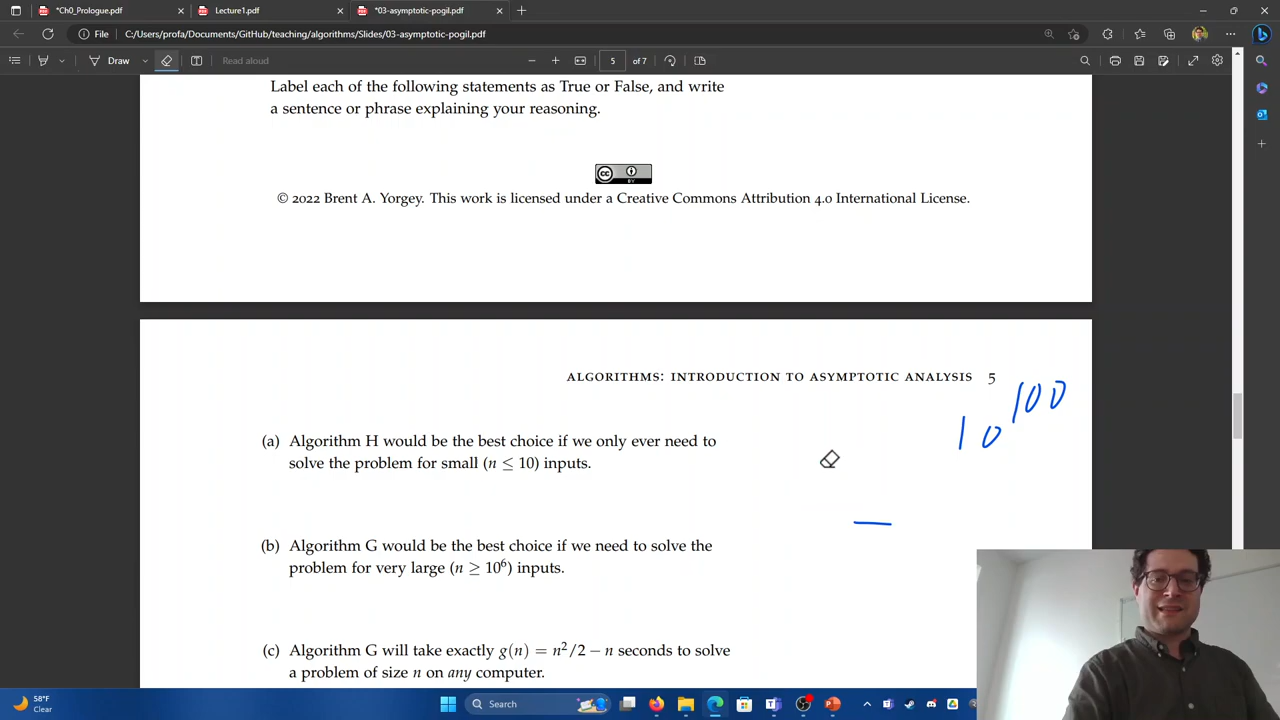 *Ch0_Prologue.pdf
Lecture1.pdf
*03-asymptotic-pogil.pdf
File
C:/Users/profa/Documents/GitHub/teaching/algorithms/Slides/03-asymptotic-pogil.pdf
Draw
Read aloud
5 of 7
Label each of the following statements as True or False, and write
a sentence or phrase explaining your reasoning.
cc
BY
© 2022 Brent A. Yorgey. This work is licensed under a Creative Commons Attribution 4.0 International License.
ALGORITHMS: INTRODUCTION TO ASYMPTOTIC ANALYSIS 5
10^100
(a) Algorithm H would be the best choice if we only ever need to
solve the problem for small (n ≤ 10) inputs.
(b) Algorithm G would be the best choice if we need to solve the
problem for very large (n ≥ 10⁶) inputs.
(c) Algorithm G will take exactly g(n) = n²/2 − n seconds to solve
a problem of size n on any computer.
58°F
Clear
Search